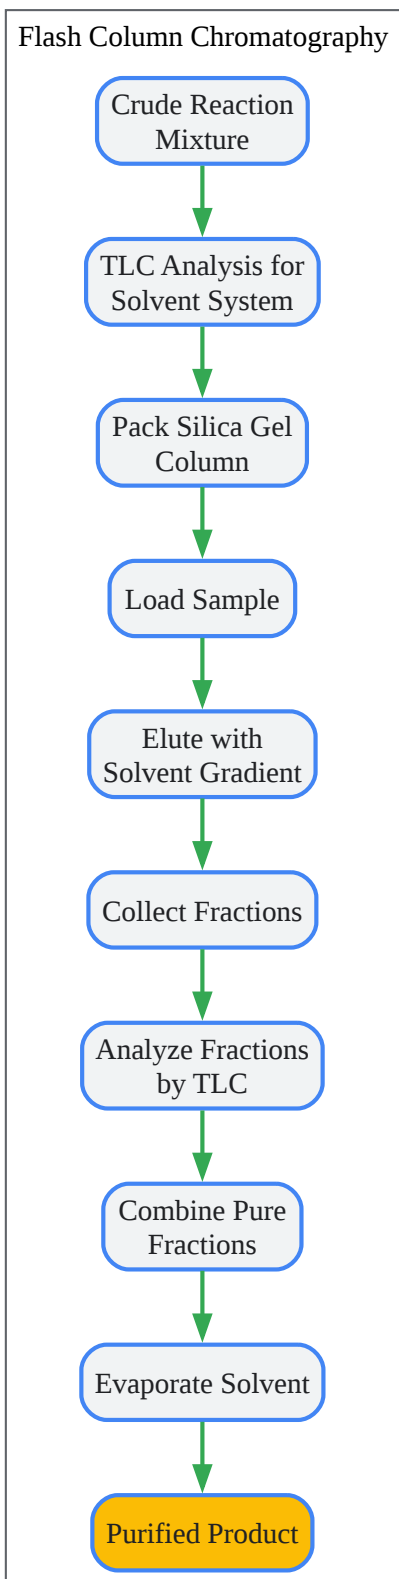 Flash Column Chromatography
Crude Reaction
Mixture
TLC Analysis for
Solvent System
Pack Silica Gel
Column
Load Sample
Elute with
Solvent Gradient
Collect Fractions
Analyze Fractions
by TLC
Combine Pure
Fractions
Evaporate Solvent
Purified Product